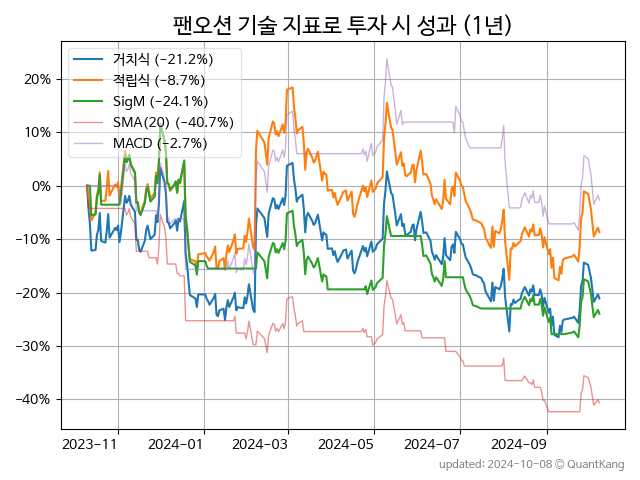 팬오션 기술 지표로 투자 시 성과 (1년)
거치식 (-21.2%)
적립식 (-8.7%)
SigM (-24.1%)
SMA(20) (-40.7%)
MACD (-2.7%)
20%
10%
0%
-10%
-20%
-30%
-40%
2023-11 2024-01 2024-03 2024-05 2024-07 2024-09
updated: 2024-10-08 © QuantKang